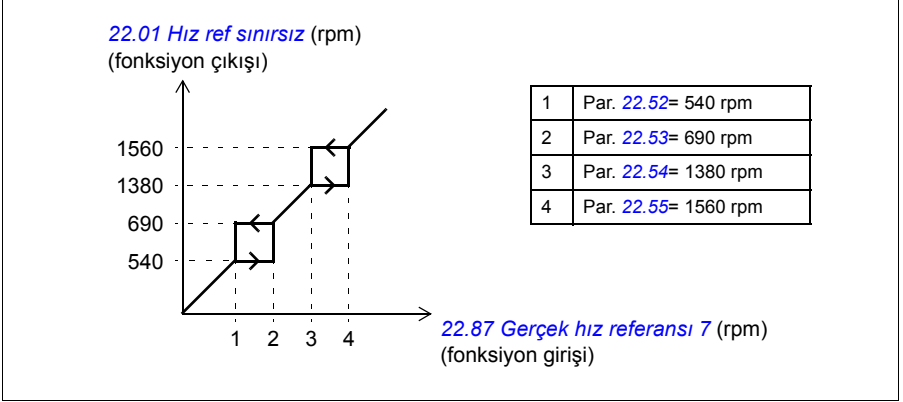 22.01 Hız ref sınırsız (rpm)
(fonksiyon çıkışı)
1560
1380
690
540
1 2 3 4
22.87 Gerçek hız referansı 7 (rpm)
(fonksiyon girişi)
1 Par. 22.52= 540 rpm
2 Par. 22.53= 690 rpm
3 Par. 22.54= 1380 rpm
4 Par. 22.55= 1560 rpm